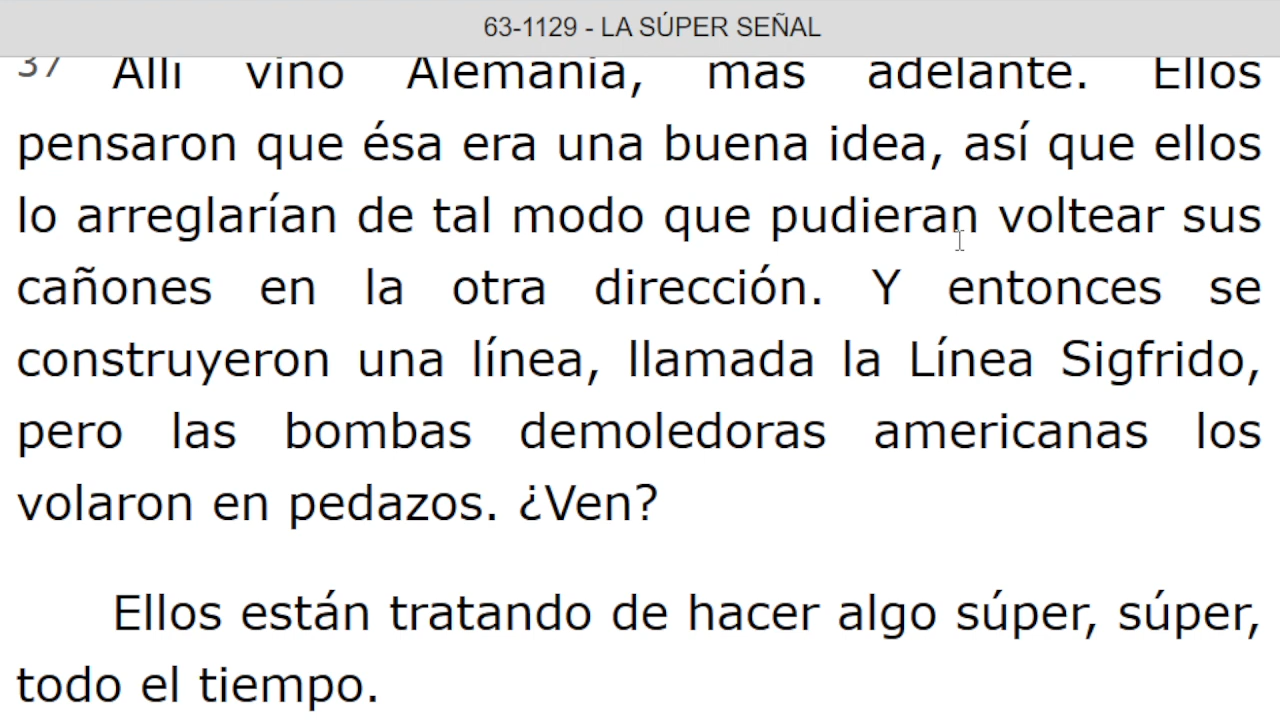 63-1129 - LA SÚPER SEÑAL
37 Allí vino Alemania, más adelante. Ellos
pensaron que ésa era una buena idea, así que ellos
lo arreglarían de tal modo que pudieran voltear sus
cañones en la otra dirección. Y entonces se
construyeron una línea, llamada la Línea Sigfrido,
pero las bombas demoledoras americanas los
volaron en pedazos. ¿Ven?
Ellos están tratando de hacer algo súper, súper,
todo el tiempo.